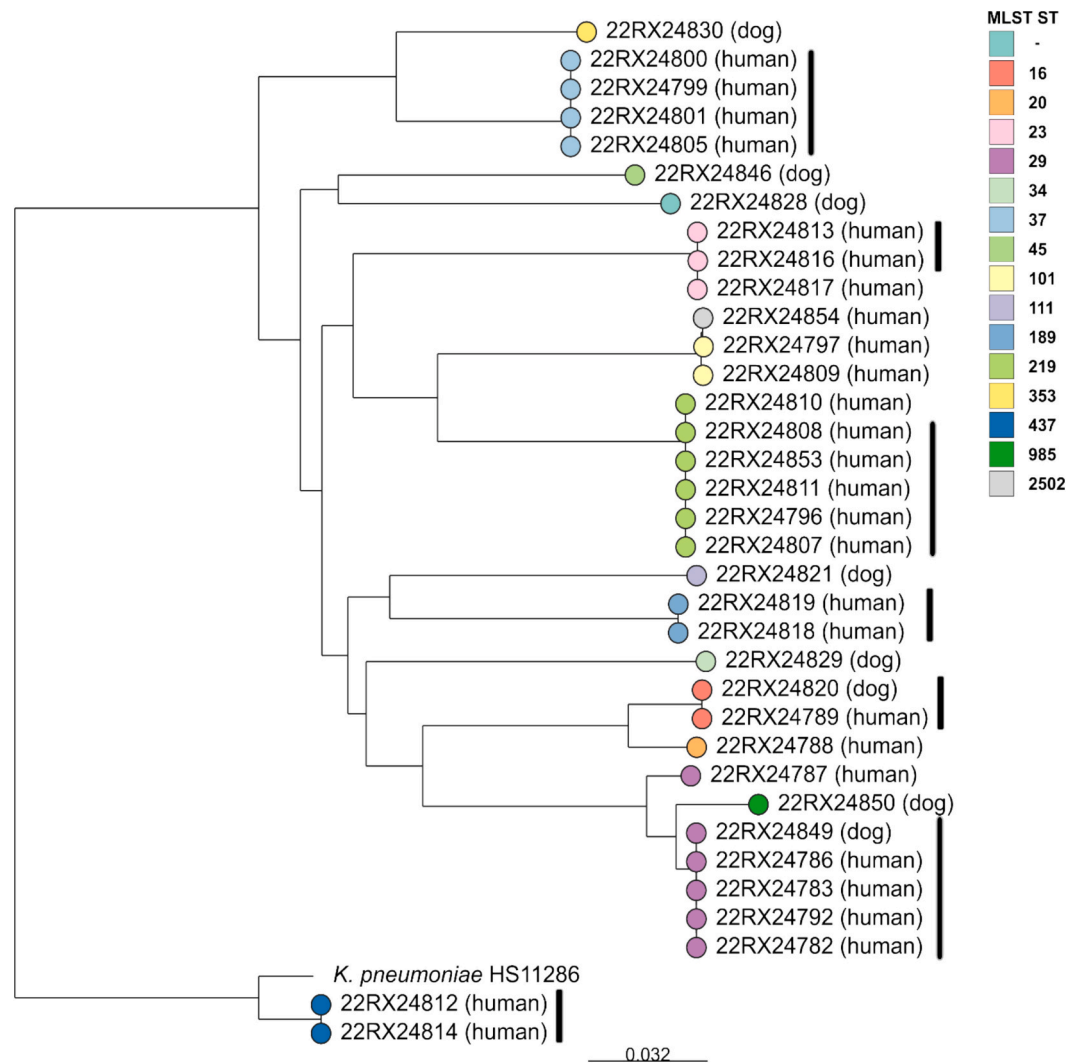 22RX24830 (dog)
22RX24800 (human)
22RX24799 (human)
22RX24801 (human)
22RX24805 (human)
22RX24846 (dog)
22RX24828 (dog)
22RX24813 (human)
22RX24816 (human)
22RX24817 (human)
22RX24854 (human)
22RX24797 (human)
22RX24809 (human)
22RX24810 (human)
22RX24808 (human)
22RX24853 (human)
22RX24811 (human)
22RX24796 (human)
22RX24807 (human)
22RX24821 (dog)
22RX24819 (human)
22RX24818 (human)
22RX24829 (dog)
22RX24820 (dog)
22RX24789 (human)
22RX24788 (human)
22RX24787 (human)
22RX24850 (dog)
22RX24849 (dog)
22RX24786 (human)
22RX24783 (human)
22RX24792 (human)
22RX24782 (human)
K. pneumoniae HS11286
22RX24812 (human)
22RX24814 (human)
0.032
MLST ST
-
16
20
23
29
34
37
45
101
111
189
219
353
437
985
2502